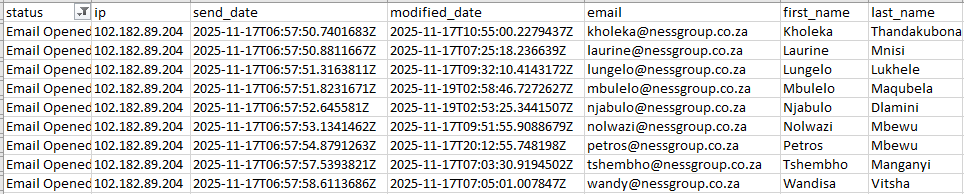 status ip send_date modified_date email first_name last_name
Email Opened 102.182.89.204 2025-11-17T06:57:50.7401683Z 2025-11-17T10:55:00.2279437Z kholeka@nessgroup.co.za Kholeka Thandakubona
Email Opened 102.182.89.204 2025-11-17T06:57:50.8811667Z 2025-11-17T07:25:18.236639Z laurine@nessgroup.co.za Laurine Mnisi
Email Opened 102.182.89.204 2025-11-17T06:57:51.3163811Z 2025-11-17T09:32:10.4143172Z lungelo@nessgroup.co.za Lungelo Lukhele
Email Opened 102.182.89.204 2025-11-17T06:57:51.8231671Z 2025-11-19T02:58:46.7272627Z mbulelo@nessgroup.co.za Mbulelo Maqubela
Email Opened 102.182.89.204 2025-11-17T06:57:52.645581Z 2025-11-19T02:53:25.3441507Z njabulo@nessgroup.co.za Njabulo Dlamini
Email Opened 102.182.89.204 2025-11-17T06:57:53.1341462Z 2025-11-17T09:51:55.9088679Z nolwazi@nessgroup.co.za Nolwazi Mbewu
Email Opened 102.182.89.204 2025-11-17T06:57:54.8791263Z 2025-11-17T20:12:55.748198Z petros@nessgroup.co.za Petros Mbewu
Email Opened 102.182.89.204 2025-11-17T06:57:57.5393821Z 2025-11-17T07:03:30.9194502Z tshembho@nessgroup.co.za Tshembho Manganyi
Email Opened 102.182.89.204 2025-11-17T06:57:58.6113686Z 2025-11-17T07:05:01.007847Z wandy@nessgroup.co.za Wandisa Vitsha